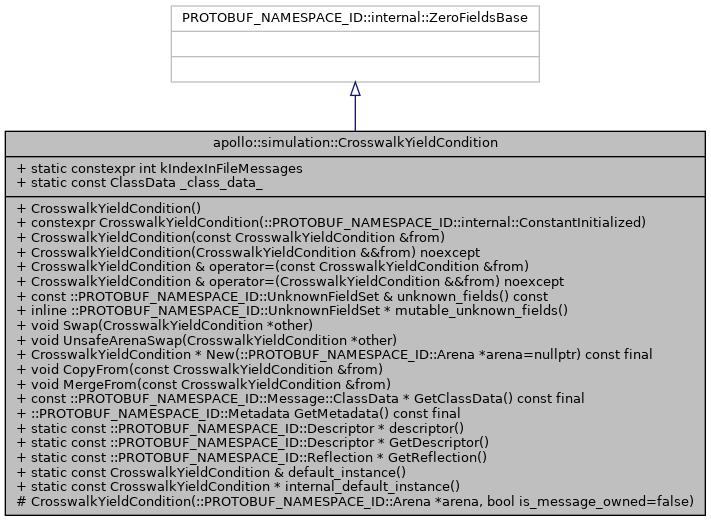 PROTOBUF_NAMESPACE_ID::internal::ZeroFieldsBase
apollo::simulation::CrosswalkYieldCondition
+ static constexpr int kIndexInFileMessages
+ static const ClassData _class_data_
+ CrosswalkYieldCondition()
+ constexpr CrosswalkYieldCondition(::PROTOBUF_NAMESPACE_ID::internal::ConstantInitialized)
+ CrosswalkYieldCondition(const CrosswalkYieldCondition &from)
+ CrosswalkYieldCondition(CrosswalkYieldCondition &&from) noexcept
+ CrosswalkYieldCondition & operator=(const CrosswalkYieldCondition &from)
+ CrosswalkYieldCondition & operator=(CrosswalkYieldCondition &&from) noexcept
+ const ::PROTOBUF_NAMESPACE_ID::UnknownFieldSet & unknown_fields() const
+ inline ::PROTOBUF_NAMESPACE_ID::UnknownFieldSet * mutable_unknown_fields()
+ void Swap(CrosswalkYieldCondition *other)
+ void UnsafeArenaSwap(CrosswalkYieldCondition *other)
+ CrosswalkYieldCondition * New(::PROTOBUF_NAMESPACE_ID::Arena *arena=nullptr) const final
+ void CopyFrom(const CrosswalkYieldCondition &from)
+ void MergeFrom(const CrosswalkYieldCondition &from)
+ const ::PROTOBUF_NAMESPACE_ID::Message::ClassData * GetClassData() const final
+ ::PROTOBUF_NAMESPACE_ID::Metadata GetMetadata() const final
+ static const ::PROTOBUF_NAMESPACE_ID::Descriptor * descriptor()
+ static const ::PROTOBUF_NAMESPACE_ID::Descriptor * GetDescriptor()
+ static const ::PROTOBUF_NAMESPACE_ID::Reflection * GetReflection()
+ static const CrosswalkYieldCondition & default_instance()
+ static const CrosswalkYieldCondition * internal_default_instance()
# CrosswalkYieldCondition(::PROTOBUF_NAMESPACE_ID::Arena *arena, bool is_message_owned=false)